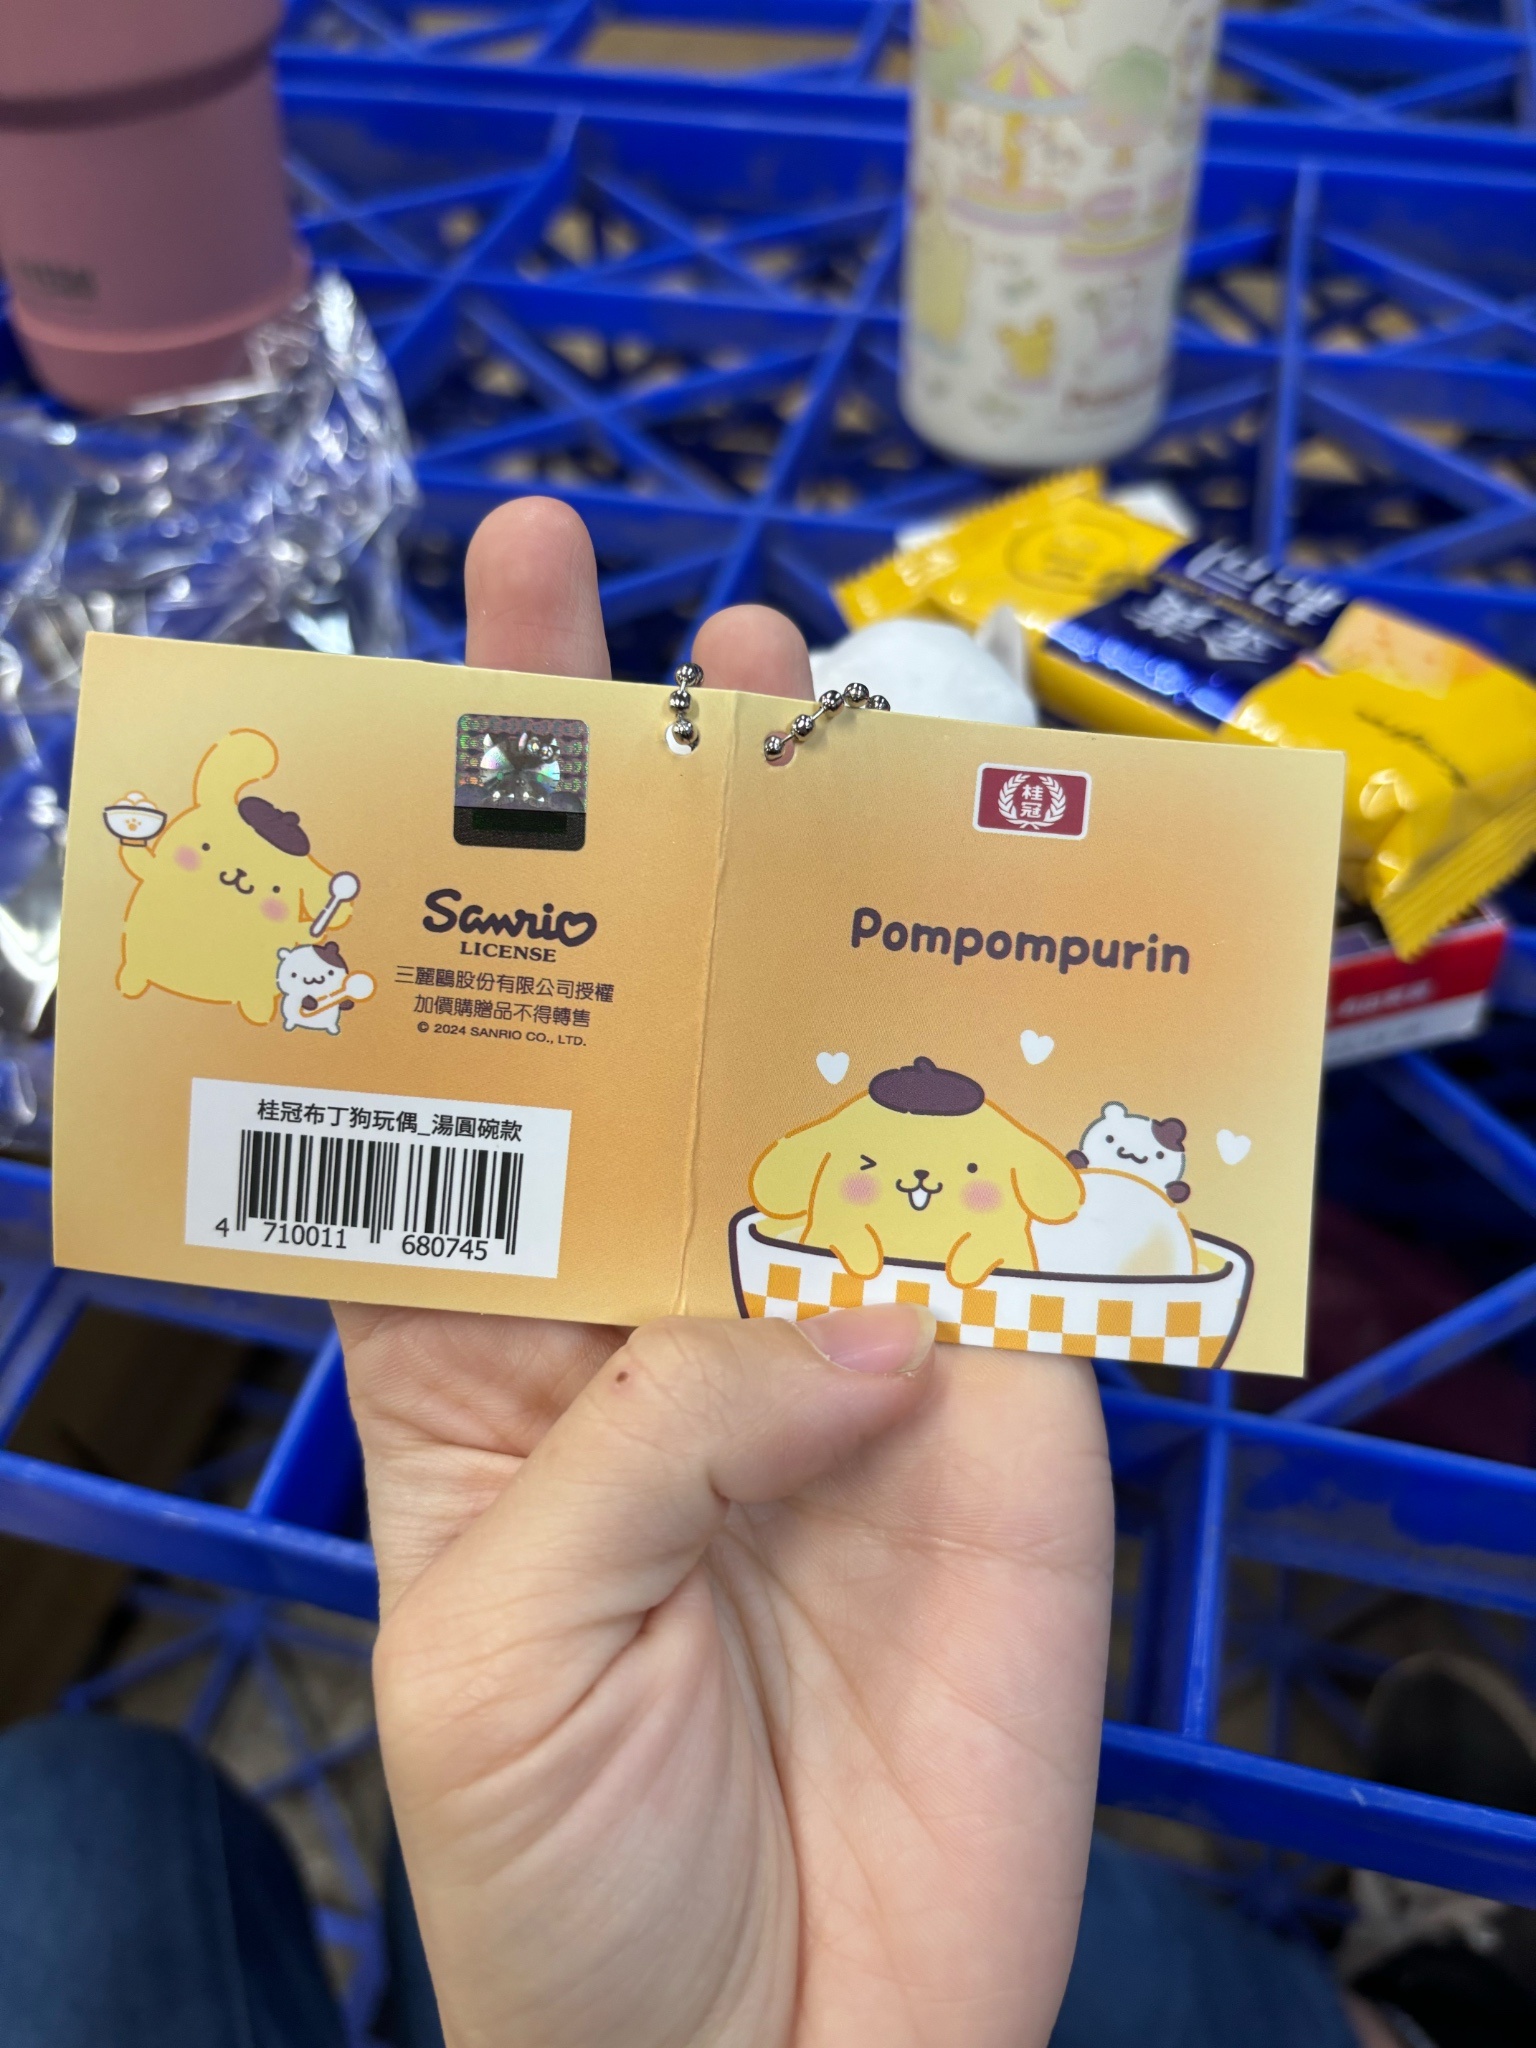 Sanrio
LICENSE
三麗鷗股份有限公司授權
加價購贈品不得轉售
© 2024 SANRIO CO., LTD.
桂冠布丁狗玩偶_湯圓碗款
4 710011 680745
桂冠
Pompompurin